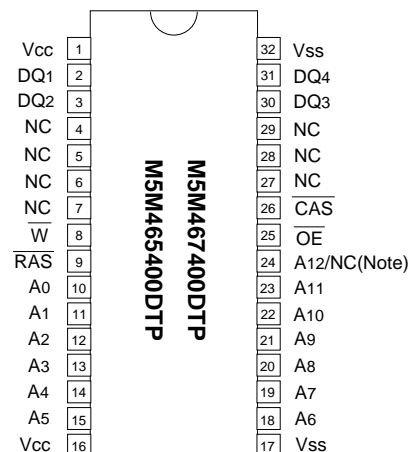 Vcc 1 32 Vss
DQ1 2 31 DQ4
DQ2 3 30 DQ3
NC 4 29 NC
NC 5 28 NC
NC 6 27 NC
NC 7 26 CAS
W 8 25 OE
RAS 9 24 A12/NC(Note)
A0 10 23 A11
A1 11 22 A10
A2 12 21 A9
A3 13 20 A8
A4 14 19 A7
A5 15 18 A6
Vcc 16 17 Vss
M5M467400DTP
M5M465400DTP